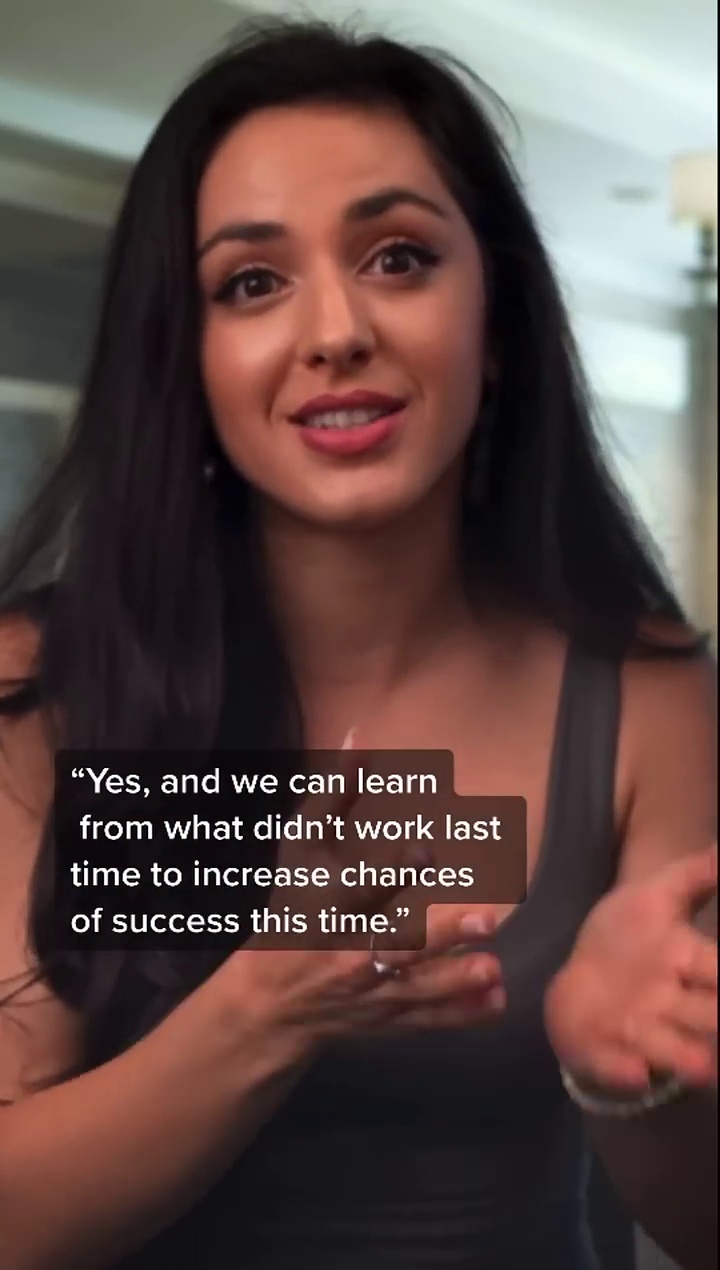 “Yes, and we can learn
from what didn’t work last
time to increase chances
of success this time.”